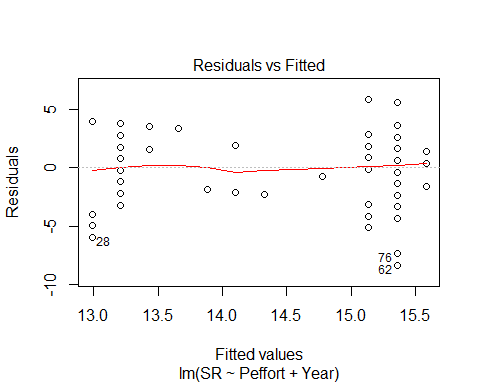 Residuals vs Fitted
Residuals
5
0
-5
-10
28
76
62
13.0 13.5 14.0 14.5 15.0 15.5
Fitted values
lm(SR ~ Peffort + Year)